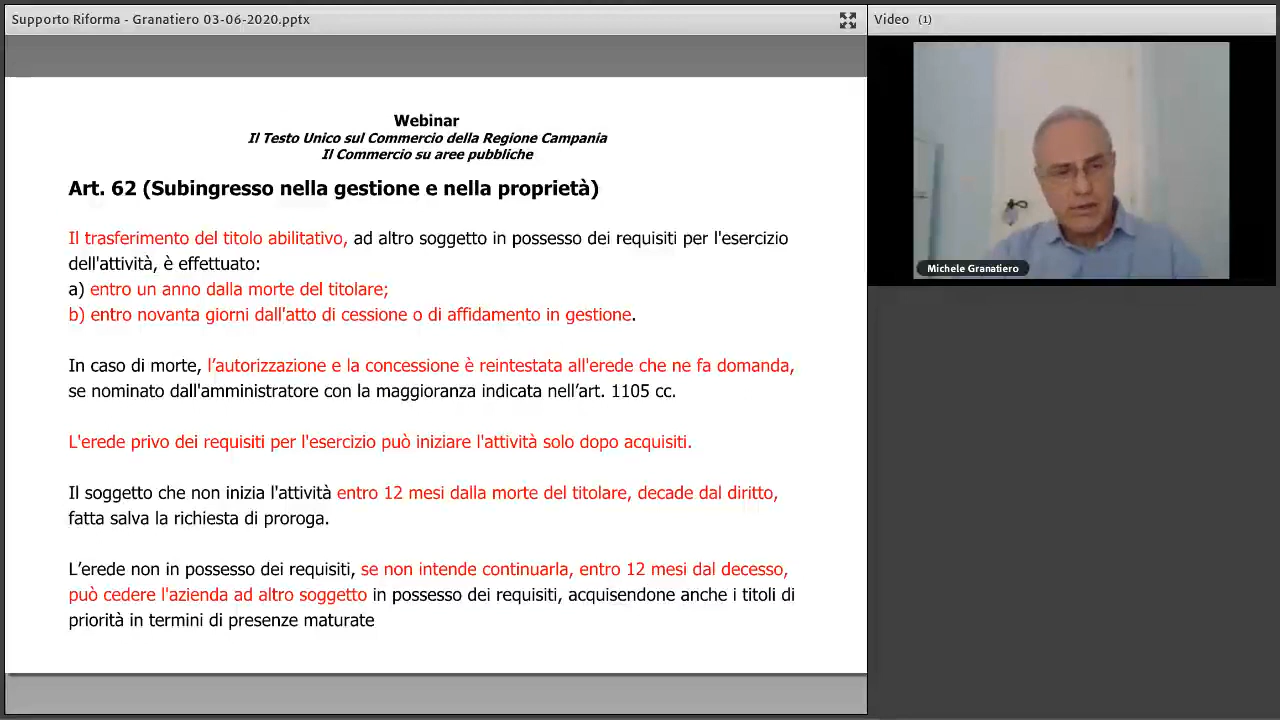 Supporto Riforma - Granatiero 03-06-2020.pptx
Video (1)
Webinar
Il Testo Unico sul Commercio della Regione Campania
Il Commercio su aree pubbliche
Art. 62 (Subingresso nella gestione e nella proprietà)
Il trasferimento del titolo abilitativo, ad altro soggetto in possesso dei requisiti per l'esercizio
dell'attività, è effettuato:
a) entro un anno dalla morte del titolare;
b) entro novanta giorni dall'atto di cessione o di affidamento in gestione.
In caso di morte, l’autorizzazione e la concessione è reintestata all'erede che ne fa domanda,
se nominato dall'amministratore con la maggioranza indicata nell’art. 1105 cc.
L'erede privo dei requisiti per l'esercizio può iniziare l'attività solo dopo acquisiti.
Il soggetto che non inizia l'attività entro 12 mesi dalla morte del titolare, decade dal diritto,
fatta salva la richiesta di proroga.
L’erede non in possesso dei requisiti, se non intende continuarla, entro 12 mesi dal decesso,
può cedere l'azienda ad altro soggetto in possesso dei requisiti, acquisendone anche i titoli di
priorità in termini di presenze maturate
Michele Granatiero